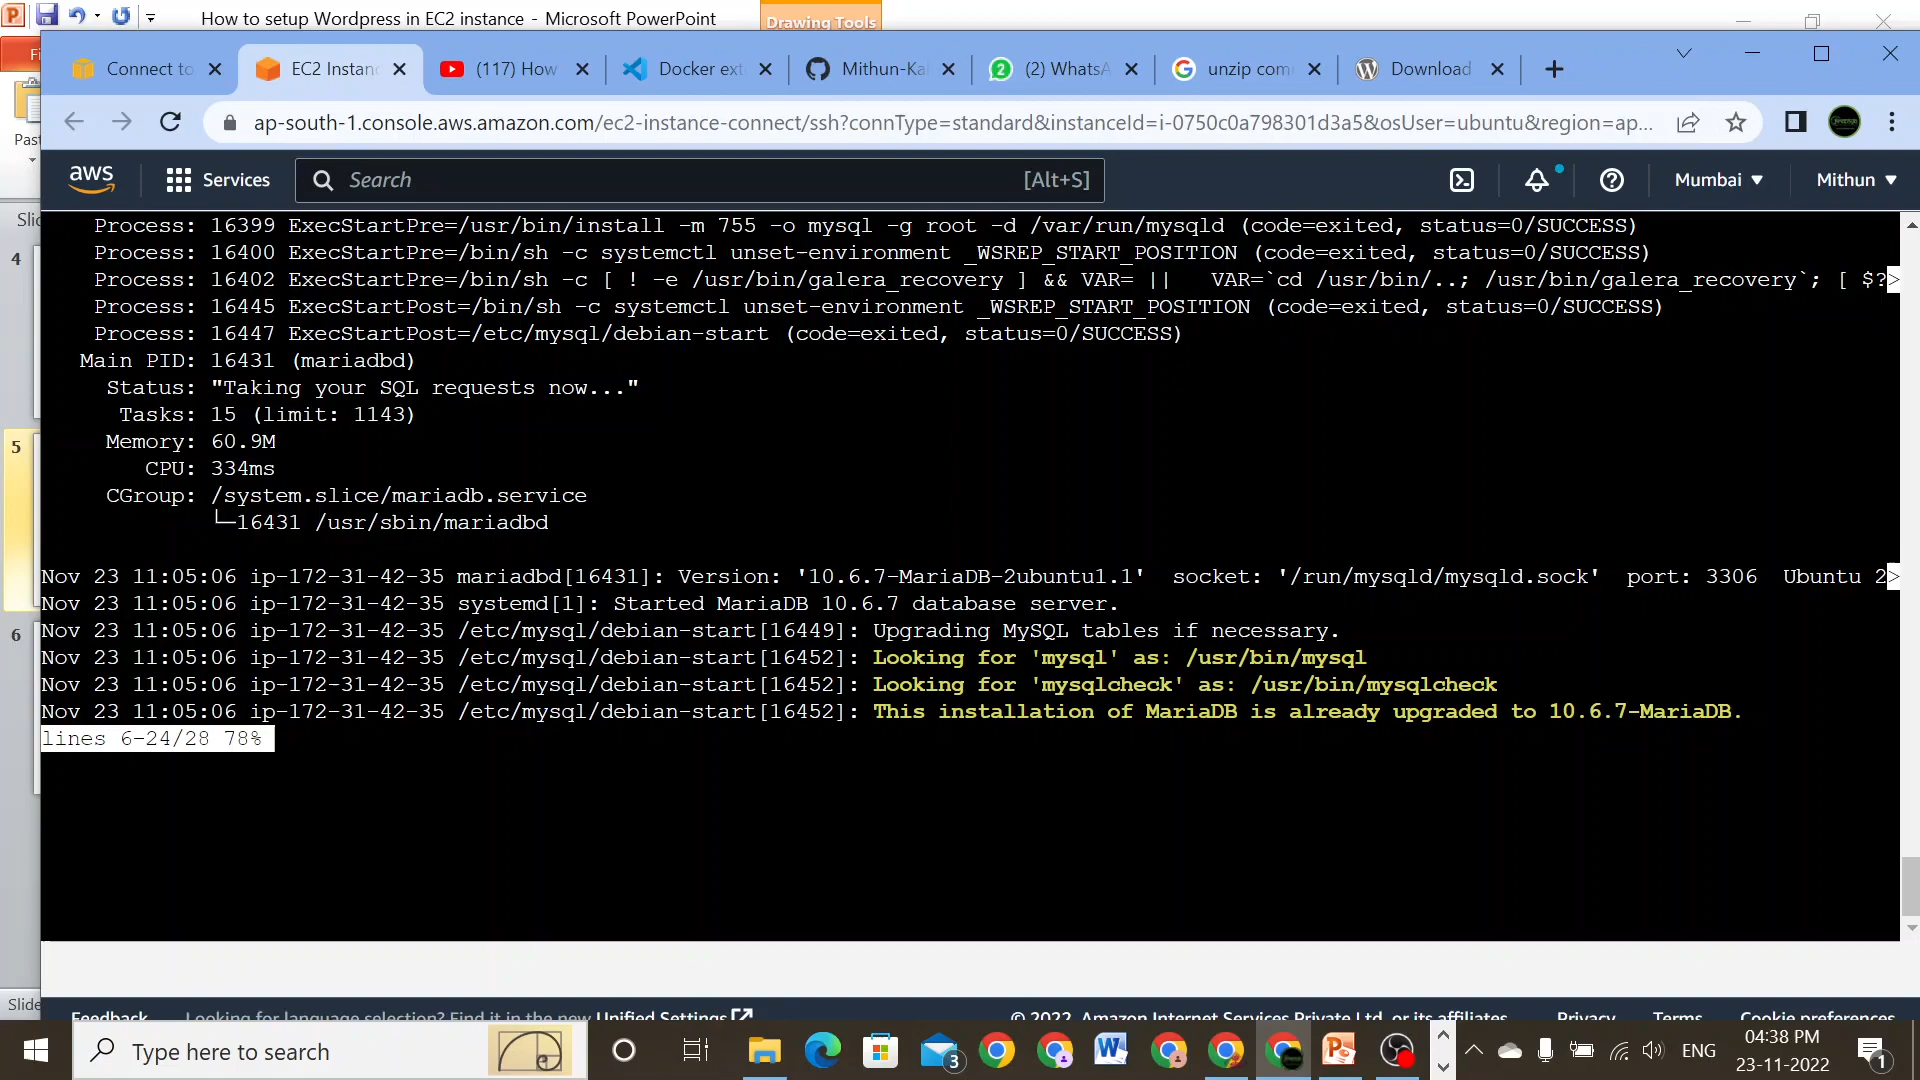 How to setup Wordpress in EC2 instance - Microsoft PowerPoint
Drawing Tools
Connect to
EC2 Instan
(117) How
Docker ext
Mithun-Ka
(2) WhatsA
unzip com
Download
ap-south-1.console.aws.amazon.com/ec2-instance-connect/ssh?connType=standard&instanceId=i-0750c0a798301d3a5&osUser=ubuntu&region=ap...
Past
aws
Services
Search
[Alt+S]
Mumbai
Mithun
Slid
Process: 16399 ExecStartPre=/usr/bin/install -m 755 -o mysql -g root -d /var/run/mysqld (code=exited, status=0/SUCCESS)
Process: 16400 ExecStartPre=/bin/sh -c systemctl unset-environment _WSREP_START_POSITION (code=exited, status=0/SUCCESS)
Process: 16402 ExecStartPre=/bin/sh -c [ ! -e /usr/bin/galera_recovery ] && VAR= ||   VAR=`cd /usr/bin/..; /usr/bin/galera_recovery`; [ $?>
Process: 16445 ExecStartPost=/bin/sh -c systemctl unset-environment _WSREP_START_POSITION (code=exited, status=0/SUCCESS)
Process: 16447 ExecStartPost=/etc/mysql/debian-start (code=exited, status=0/SUCCESS)
Main PID: 16431 (mariadbd)
Status: "Taking your SQL requests now..."
Tasks: 15 (limit: 1143)
Memory: 60.9M
CPU: 334ms
CGroup: /system.slice/mariadb.service
└─16431 /usr/sbin/mariadbd
Nov 23 11:05:06 ip-172-31-42-35 mariadbd[16431]: Version: '10.6.7-MariaDB-2ubuntu1.1'  socket: '/run/mysqld/mysqld.sock'  port: 3306  Ubuntu 2>
Nov 23 11:05:06 ip-172-31-42-35 systemd[1]: Started MariaDB 10.6.7 database server.
Nov 23 11:05:06 ip-172-31-42-35 /etc/mysql/debian-start[16449]: Upgrading MySQL tables if necessary.
Nov 23 11:05:06 ip-172-31-42-35 /etc/mysql/debian-start[16452]: Looking for 'mysql' as: /usr/bin/mysql
Nov 23 11:05:06 ip-172-31-42-35 /etc/mysql/debian-start[16452]: Looking for 'mysqlcheck' as: /usr/bin/mysqlcheck
Nov 23 11:05:06 ip-172-31-42-35 /etc/mysql/debian-start[16452]: This installation of MariaDB is already upgraded to 10.6.7-MariaDB.
lines 6-24/28 78%
4
5
6
Slide
Feedback
Looking for language selection? Find it in the new Unified Settings
© 2022, Amazon Internet Services Private Ltd. or its affiliates.
Privacy
Terms
Cookie preferences
Type here to search
3
ENG
04:38 PM
23-11-2022
1